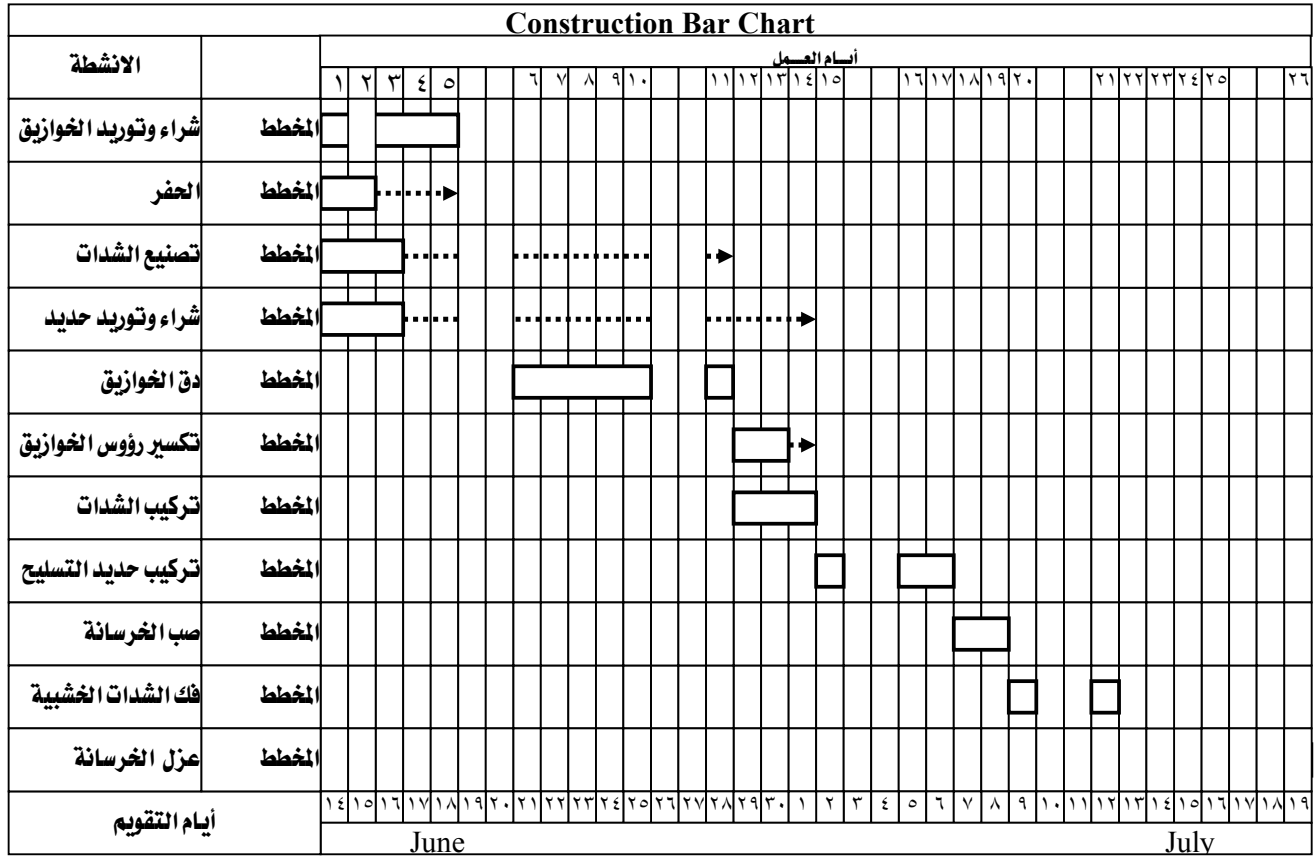 Construction Bar Chart
الانشطة
أيام العمل
١ ٢ ٣ ٤ ٥ ٦ ٧ ٨ ٩ ١٠ ١١ ١٢ ١٣ ١٤ ١٥ ١٦ ١٧ ١٨ ١٩ ٢٠ ٢١ ٢٢ ٢٣ ٢٤ ٢٥ ٢٦
شراء وتوريد الخوازيق المخطط
الحفر المخطط
تصنيع الشدات المخطط
شراء وتوريد حديد المخطط
دق الخوازيق المخطط
تكسير رؤوس الخوازيق المخطط
تركيب الشدات المخطط
تركيب حديد التسليح المخطط
صب الخرسانة المخطط
فك الشدات الخشبية المخطط
عزل الخرسانة المخطط
أيام التقويم
١٤ ١٥ ١٦ ١٧ ١٨ ١٩ ٢٠ ٢١ ٢٢ ٢٣ ٢٤ ٢٥ ٢٦ ٢٧ ٢٨ ٢٩ ٣٠ ١ ٢ ٣ ٤ ٥ ٦ ٧ ٨ ٩ ١٠ ١١ ١٢ ١٣ ١٤ ١٥ ١٦ ١٧ ١٨ ١٩
June July